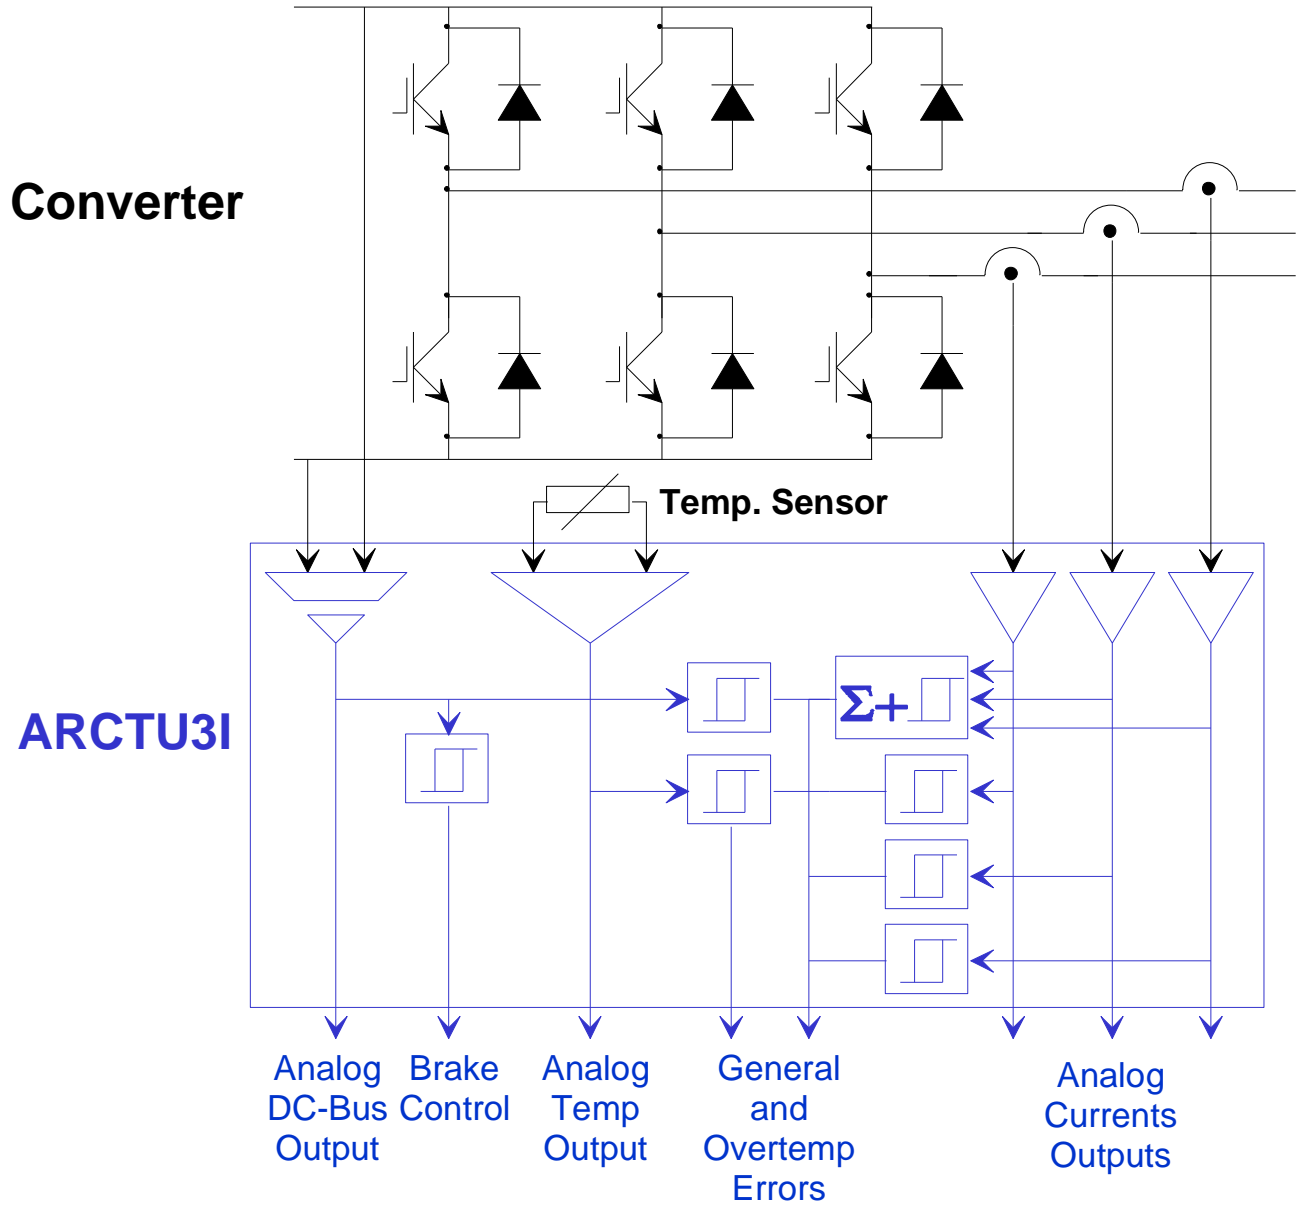 Converter
Temp. Sensor
ARCTU3I
Σ+
Analog
DC-Bus
Output
Brake
Control
Analog
Temp
Output
General
and
Overtemp
Errors
Analog
Currents
Outputs